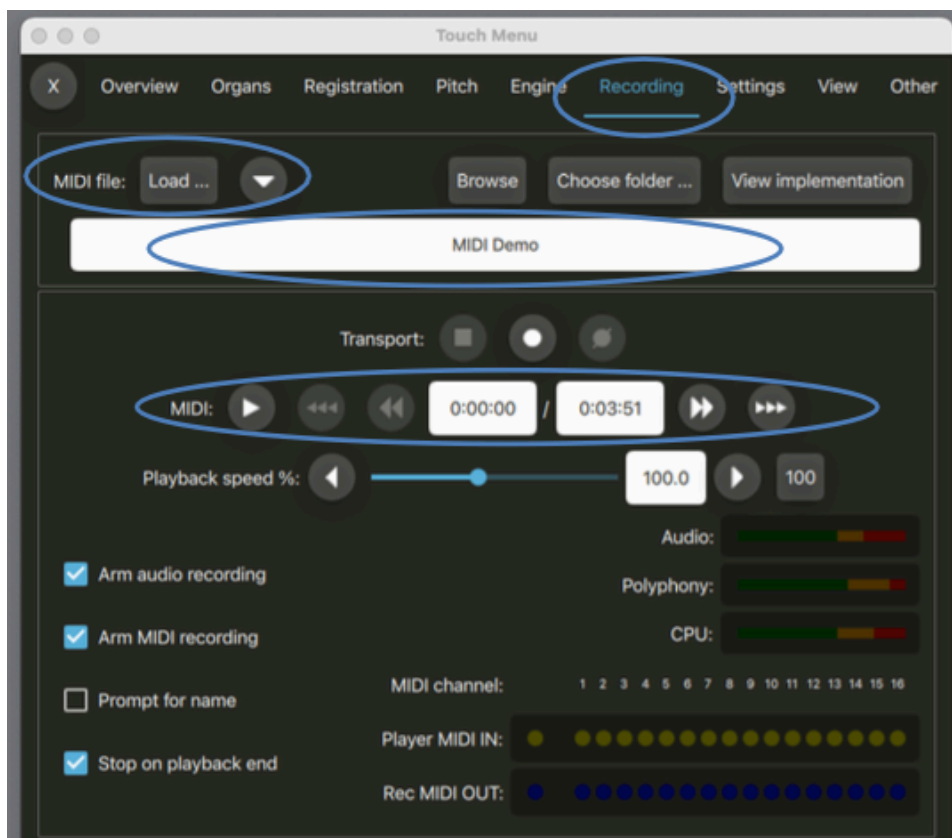 Touch Menu
X Overview Organs Registration Pitch Engine Recording Settings View Other
MIDI file: Load ... Browse Choose folder ... View implementation
MIDI Demo
Transport:
MIDI: 0:00:00 / 0:03:51
Playback speed %: 100.0 100
Audio:
Arm audio recording
Polyphony:
CPU:
Arm MIDI recording
MIDI channel: 1 2 3 4 5 6 7 8 9 10 11 12 13 14 15 16
Prompt for name
Player MIDI IN:
Stop on playback end
Rec MIDI OUT: